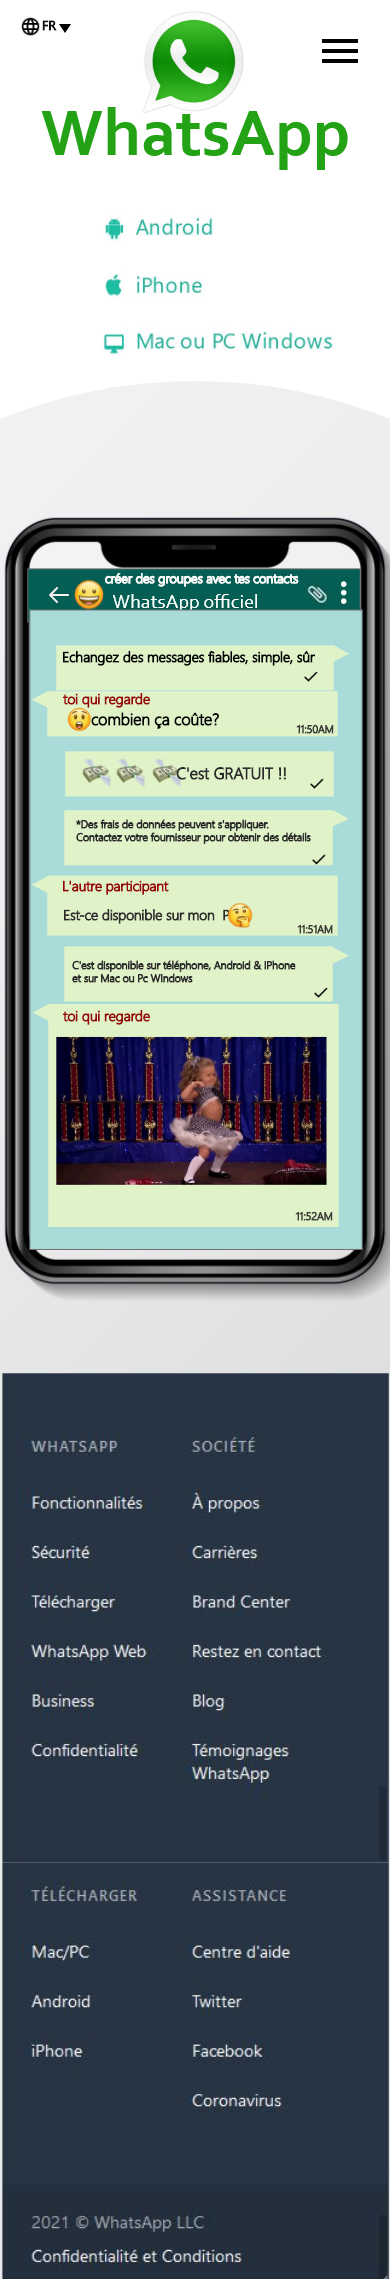 FR
WhatsApp
Android
iPhone
Mac ou PC Windows
créer des groupes avec tes contacts
WhatsApp officiel
Echangez des messages fiables, simple, sûr
toi qui regarde
combien ça coûte?
11:50AM
C'est GRATUIT !!
*Des frais de données peuvent s'appliquer.
Contactez votre fournisseur pour obtenir des détails
L'autre participant
Est-ce disponible sur mon
11:51AM
C'est disponible sur téléphone, Android & iPhone
et sur Mac ou Pc Windows
toi qui regarde
11:52AM
WHATSAPP
Fonctionnalités
Sécurité
Télécharger
WhatsApp Web
Business
Confidentialité
SOCIÉTÉ
À propos
Carrières
Brand Center
Restez en contact
Blog
Témoignages
WhatsApp
TÉLÉCHARGER
Mac/PC
Android
iPhone
ASSISTANCE
Centre d'aide
Twitter
Facebook
Coronavirus
2021 © WhatsApp LLC
Confidentialité et Conditions